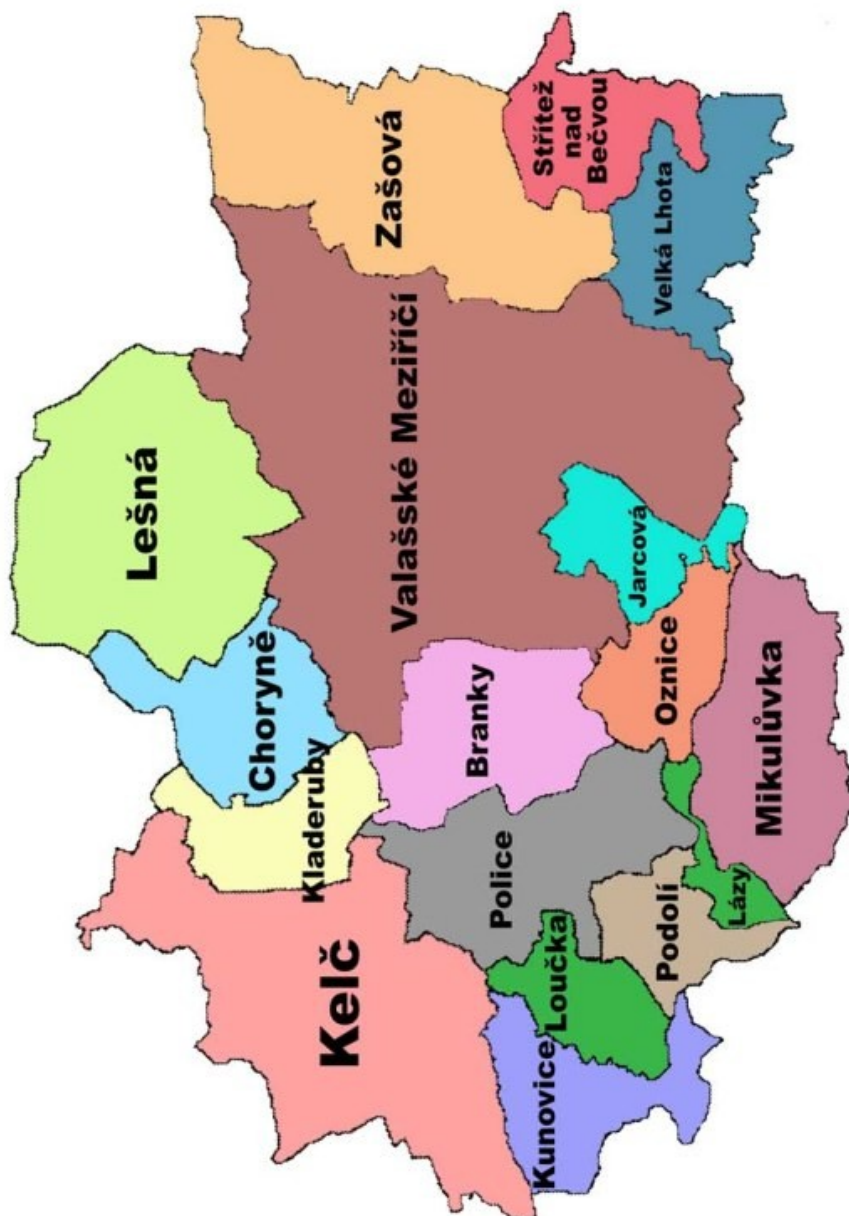 Lešná
Choryně
Kladeruby
Kelč
Zašová
Valašské Meziříčí
Branky
Police
Střítež
nad
Bečvou
Velká Lhota
Jarcová
Oznice
Mikulůvka
Lázy
Podolí
Loučka
Kunovice